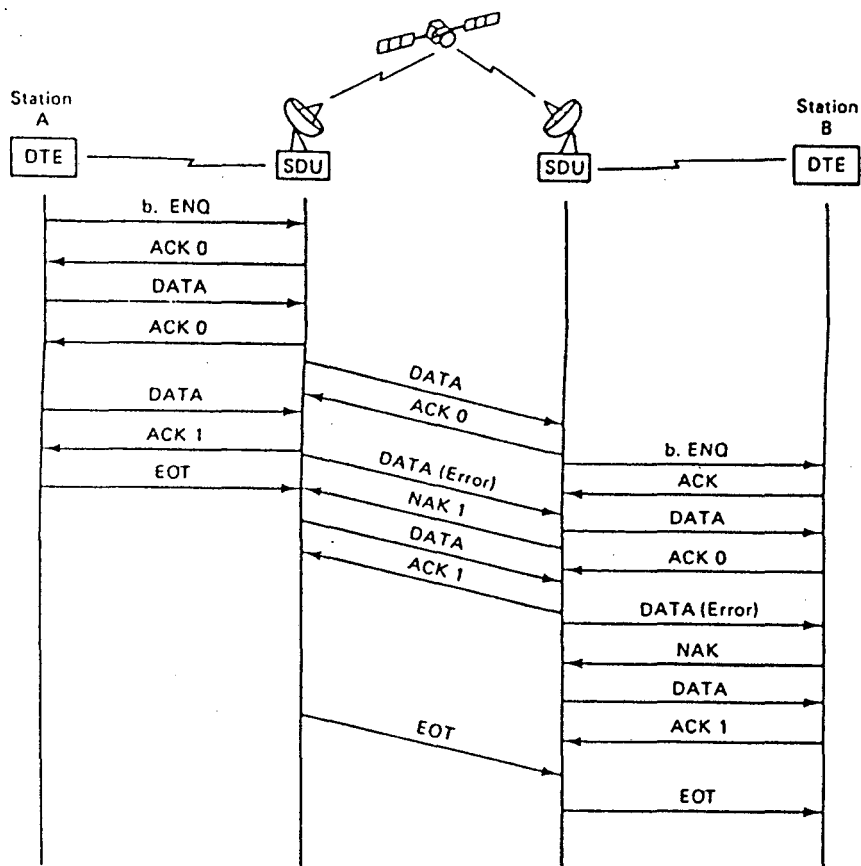 Station
A
DTE
SDU
SDU
Station
B
DTE
b. ENQ
ACK 0
DATA
ACK 0
DATA
DATA
ACK 0
ACK 1
b. ENQ
EOT
DATA (Error)
ACK
NAK 1
DATA
DATA
ACK 1
ACK 0
DATA (Error)
NAK
DATA
EOT
ACK 1
EOT